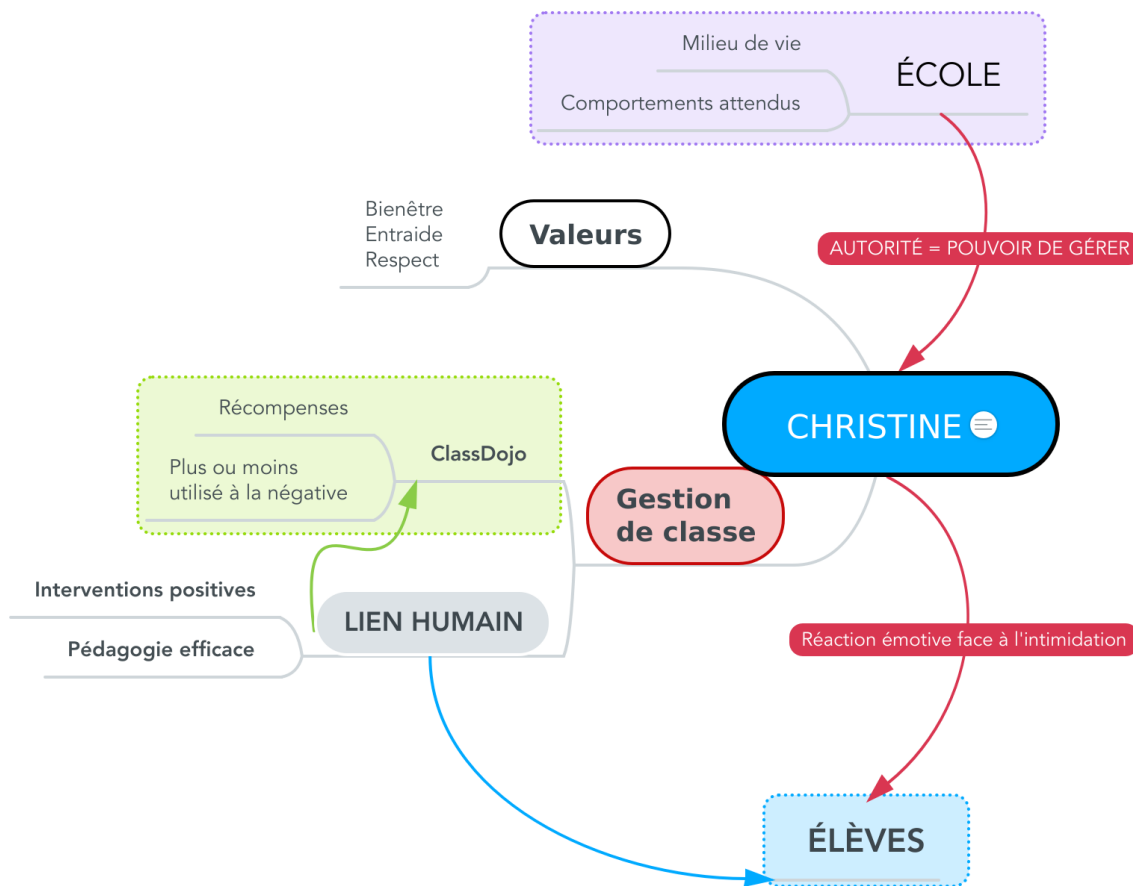 Milieu de vie
ÉCOLE
Comportements attendus
Bienêtre
Entraide
Respect
Valeurs
AUTORITÉ = POUVOIR DE GÉRER
CHRISTINE
Récompenses
ClassDojo
Plus ou moins
utilisé à la négative
Gestion
de classe
Interventions positives
LIEN HUMAIN
Pédagogie efficace
Réaction émotive face à l'intimidation
ÉLÈVES